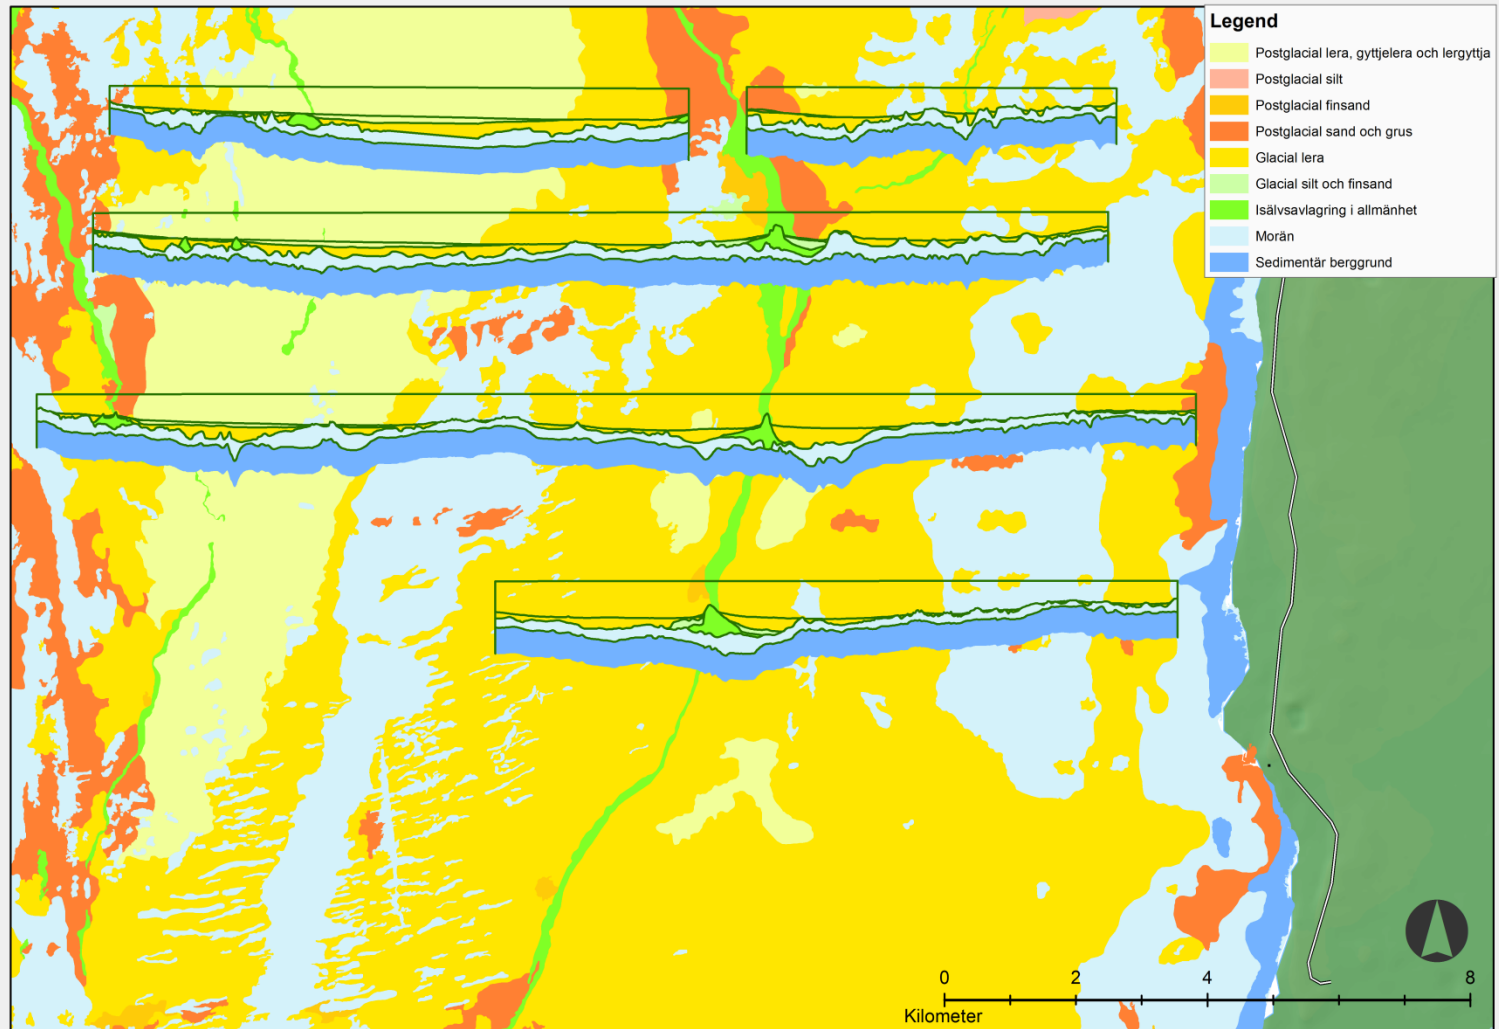 Legend
Postglacial lera, gyttjelera och lergyttja
Postglacial silt
Postglacial finsand
Postglacial sand och grus
Glacial lera
Glacial silt och finsand
Isälvsavlagring i allmänhet
Morän
Sedimentär berggrund
0 2 4 8
Kilometer